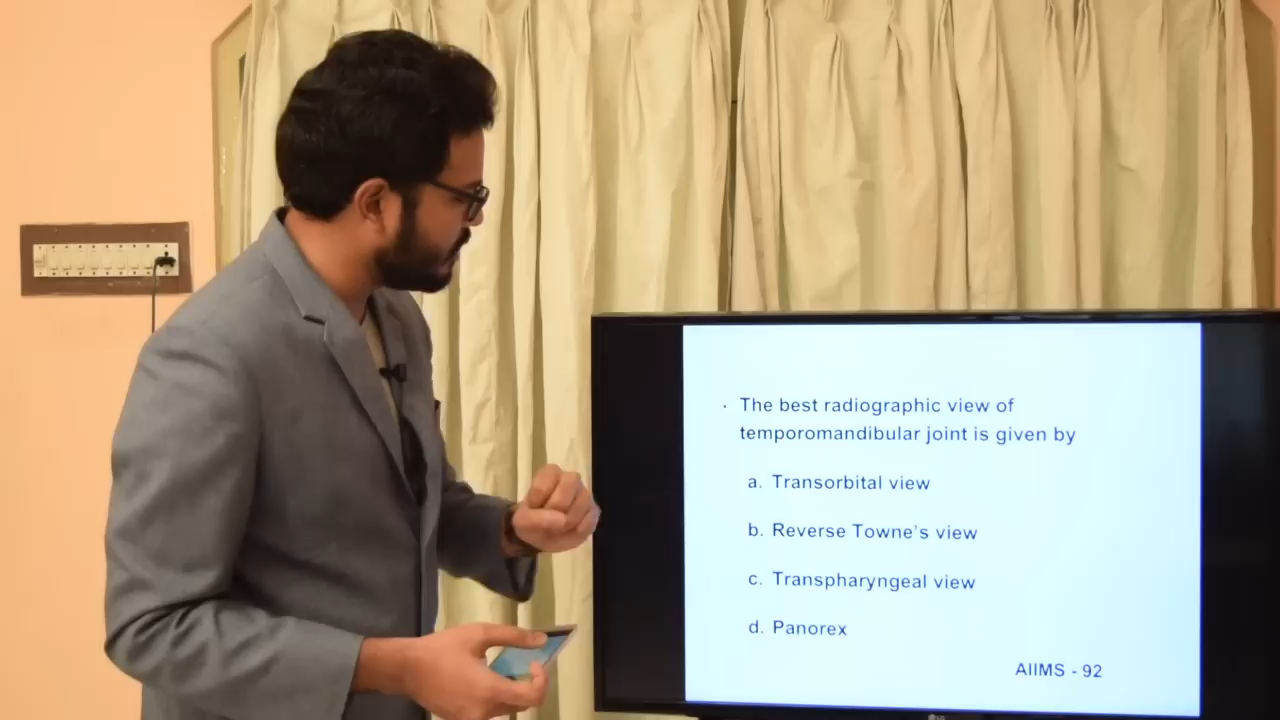 · The best radiographic view of
temporomandibular joint is given by
a. Transorbital view
b. Reverse Towne's view
c. Transpharyngeal view
d. Panorex
AIIMS - 92
LG